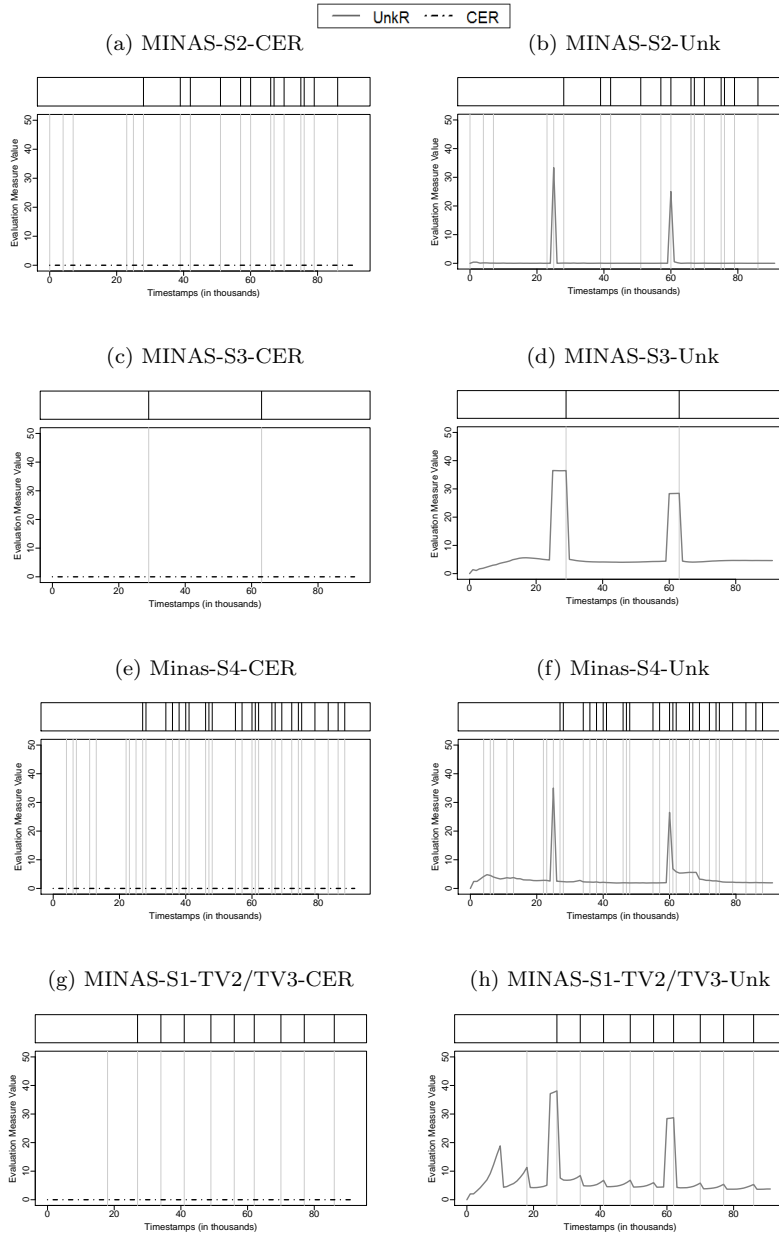 UnkR CER
(a) MINAS-S2-CER
(b) MINAS-S2-Unk
Evaluation Measure Value
0 10 20 30 40 50
0 20 40 60 80
Timestamps (in thousands)
Evaluation Measure Value
0 10 20 30 40 50
0 20 40 60 80
Timestamps (in thousands)
(c) MINAS-S3-CER
(d) MINAS-S3-Unk
Evaluation Measure Value
0 10 20 30 40 50
0 20 40 60 80
Timestamps (in thousands)
Evaluation Measure Value
0 10 20 30 40 50
0 20 40 60 80
Timestamps (in thousands)
(e) Minas-S4-CER
(f) Minas-S4-Unk
Evaluation Measure Value
0 10 20 30 40 50
0 20 40 60 80
Timestamps (in thousands)
Evaluation Measure Value
0 10 20 30 40 50
0 20 40 60 80
Timestamps (in thousands)
(g) MINAS-S1-TV2/TV3-CER
(h) MINAS-S1-TV2/TV3-Unk
Evaluation Measure Value
0 10 20 30 40 50
0 20 40 60 80
Timestamps (in thousands)
Evaluation Measure Value
0 10 20 30 40 50
0 20 40 60 80
Timestamps (in thousands)